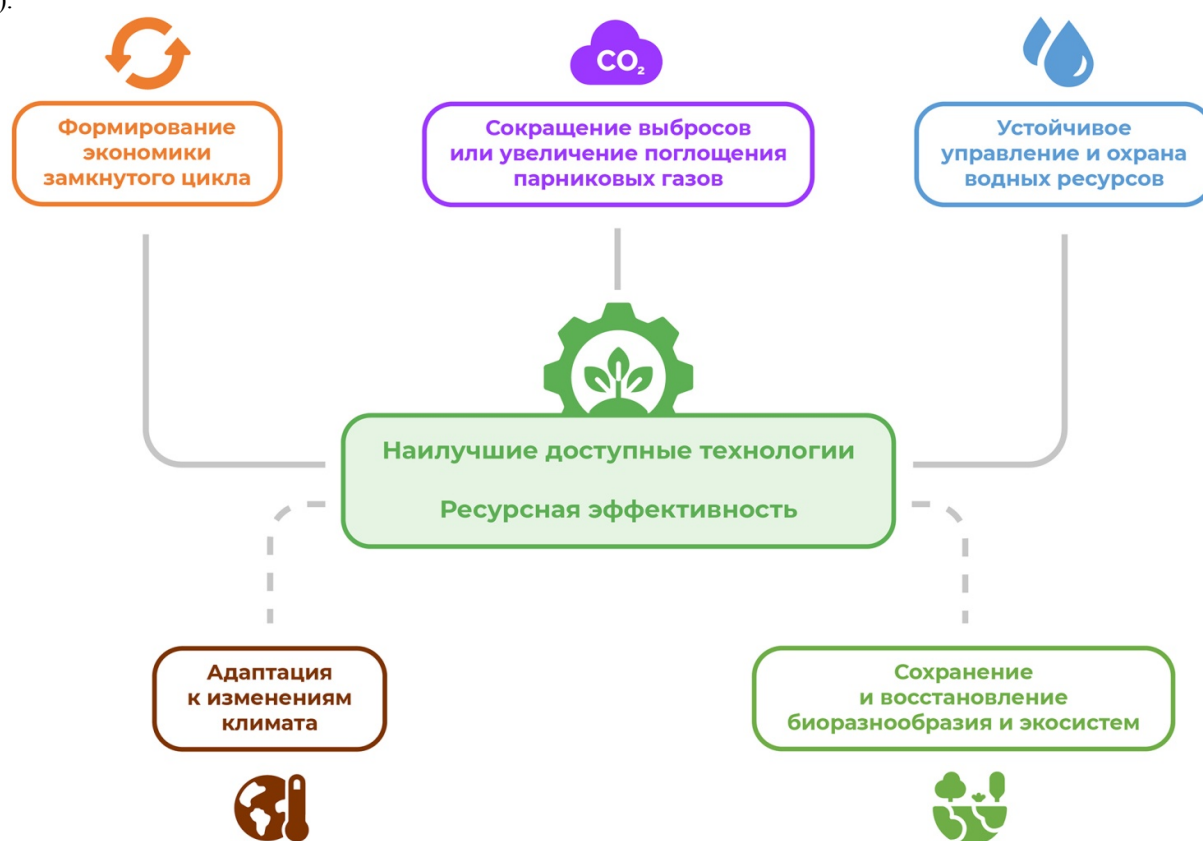 ).
CO₂
Формирование
экономики
замкнутого цикла
Сокращение выбросов
или увеличение поглощения
парниковых газов
Устойчивое
управление и охрана
водных ресурсов
Наилучшие доступные технологии
Ресурсная эффективность
Адаптация
к изменениям
климата
Сохранение
и восстановление
биоразнообразия и экосистем